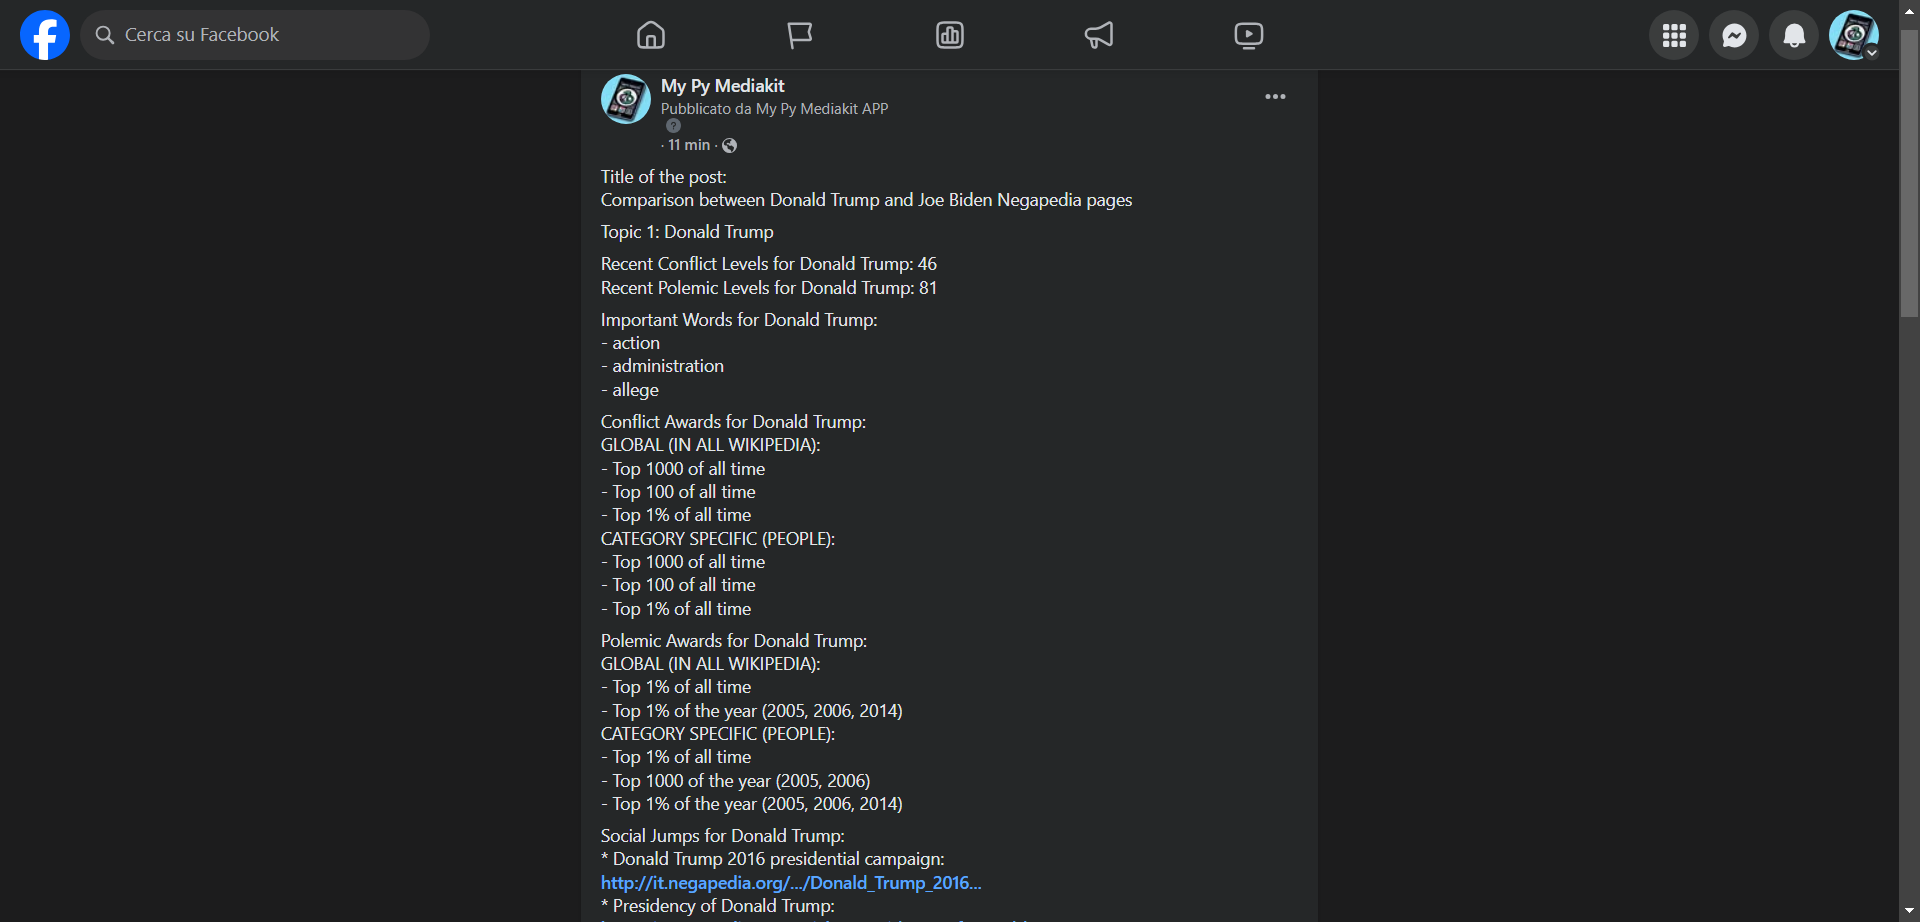 Cerca su Facebook
My Py Mediakit
Pubblicato da My Py Mediakit APP
?
· 11 min ·
Title of the post:
Comparison between Donald Trump and Joe Biden Negapedia pages
Topic 1: Donald Trump
Recent Conflict Levels for Donald Trump: 46
Recent Polemic Levels for Donald Trump: 81
Important Words for Donald Trump:
- action
- administration
- allege
Conflict Awards for Donald Trump:
GLOBAL (IN ALL WIKIPEDIA):
- Top 1000 of all time
- Top 100 of all time
- Top 1% of all time
CATEGORY SPECIFIC (PEOPLE):
- Top 1000 of all time
- Top 100 of all time
- Top 1% of all time
Polemic Awards for Donald Trump:
GLOBAL (IN ALL WIKIPEDIA):
- Top 1% of all time
- Top 1% of the year (2005, 2006, 2014)
CATEGORY SPECIFIC (PEOPLE):
- Top 1% of all time
- Top 1000 of the year (2005, 2006)
- Top 1% of the year (2005, 2006, 2014)
Social Jumps for Donald Trump:
* Donald Trump 2016 presidential campaign:
http://it.negapedia.org/.../Donald_Trump_2016...
* Presidency of Donald Trump: